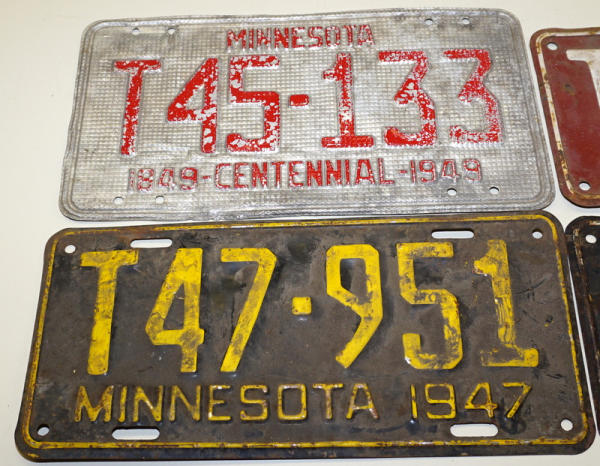 MINNESOTA
T45-133
1849-CENTENNIAL-1949
T47·951
MINNESOTA 1947